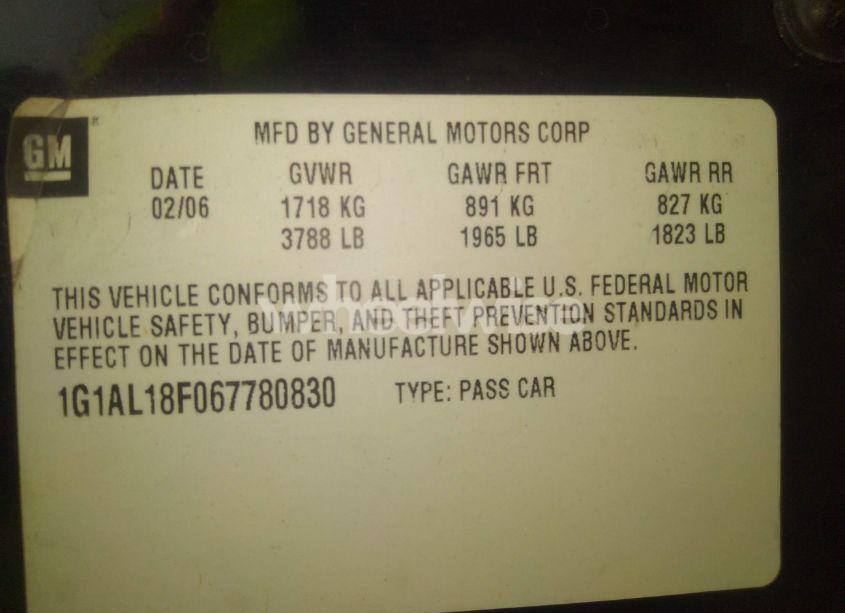 GM
MFD BY GENERAL MOTORS CORP
DATE GVWR GAWR FRT GAWR RR
02/06 1718 KG 891 KG 827 KG
3788 LB 1965 LB 1823 LB
THIS VEHICLE CONFORMS TO ALL APPLICABLE U.S. FEDERAL MOTOR
VEHICLE SAFETY, BUMPER, AND THEFT PREVENTION STANDARDS IN
EFFECT ON THE DATE OF MANUFACTURE SHOWN ABOVE.
1G1AL18F067780830 TYPE: PASS CAR